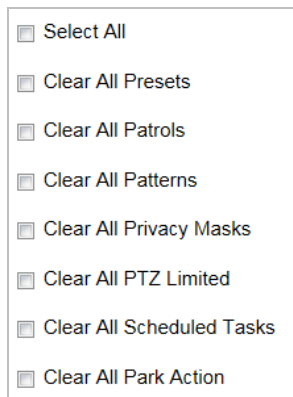 Select All
Clear All Presets
Clear All Patrols
Clear All Patterns
Clear All Privacy Masks
Clear All PTZ Limited
Clear All Scheduled Tasks
Clear All Park Action